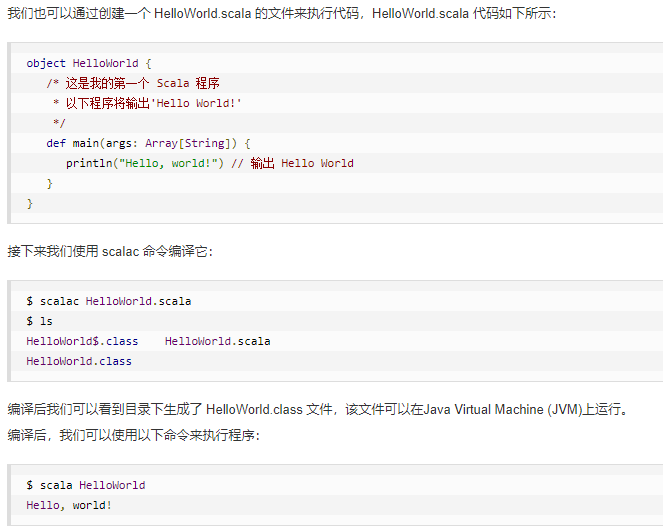 我们也可以通过创建一个 HelloWorld.scala 的文件来执行代码，HelloWorld.scala 代码如下所示：
object HelloWorld {
   /* 这是我的第一个 Scala 程序
    * 以下程序将输出'Hello World!'
    */
   def main(args: Array[String]) {
      println("Hello, world!") // 输出 Hello World
   }
}
接下来我们使用 scalac 命令编译它：
$ scalac HelloWorld.scala
$ ls
HelloWorld$.class    HelloWorld.scala
HelloWorld.class
编译后我们可以看到目录下生成了 HelloWorld.class 文件，该文件可以在Java Virtual Machine (JVM)上运行。
编译后，我们可以使用以下命令来执行程序：
$ scala HelloWorld
Hello, world!